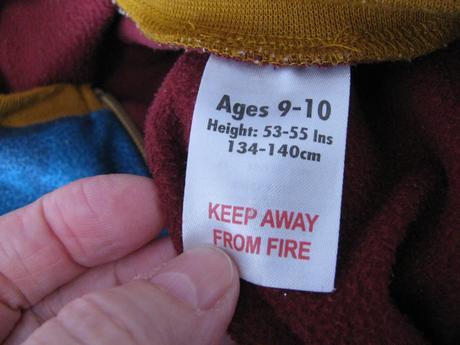 Ages 9-10
Height: 53-55 Ins
134-140cm
KEEP AWAY
FROM FIRE